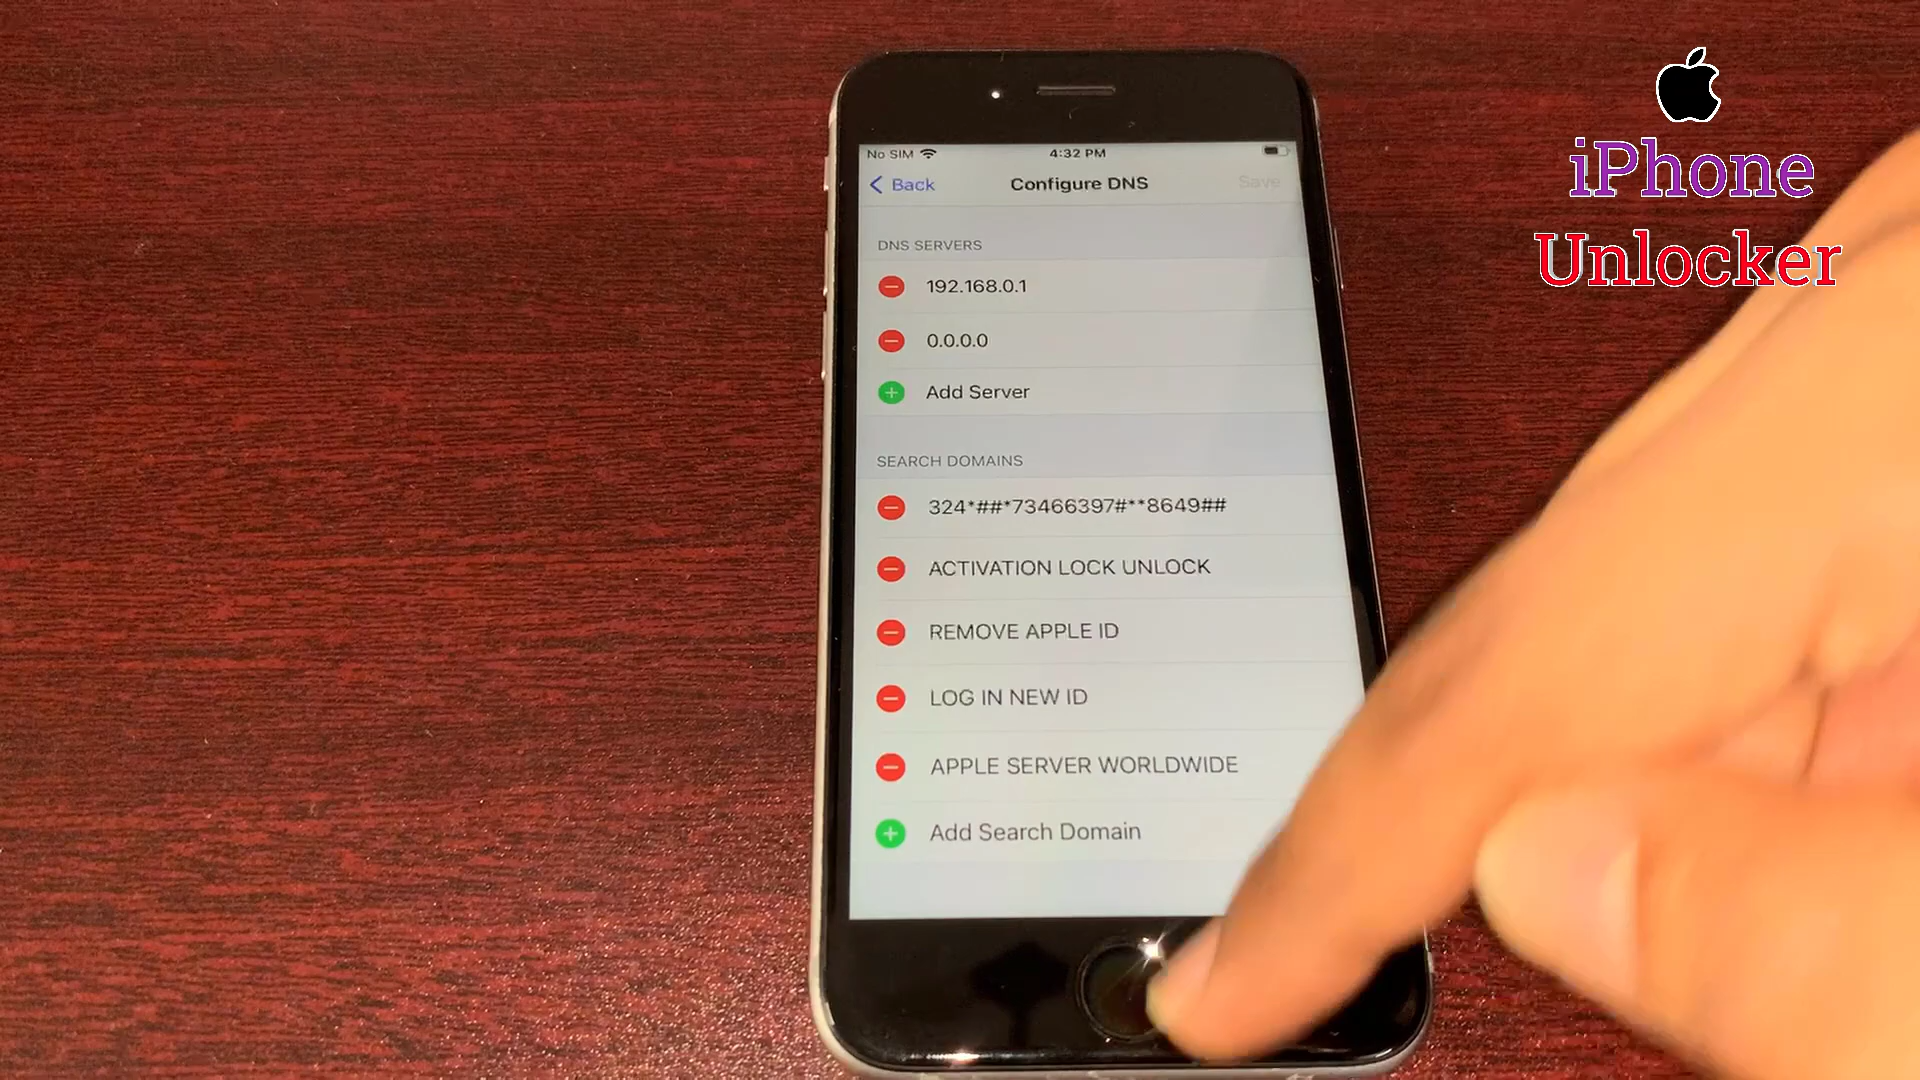 iPhone
Unlocker
No SIM 4:32 PM
Back Configure DNS Save
DNS SERVERS
192.168.0.1
0.0.0.0
Add Server
SEARCH DOMAINS
324*##*73466397#**8649##
ACTIVATION LOCK UNLOCK
REMOVE APPLE ID
LOG IN NEW ID
APPLE SERVER WORLDWIDE
Add Search Domain